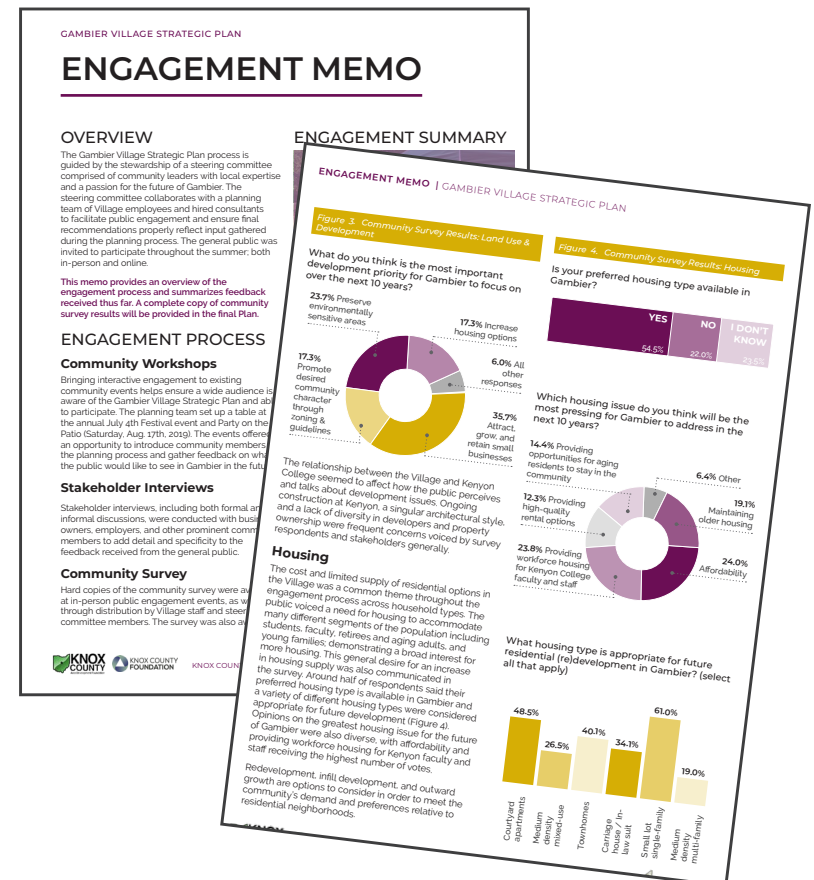 GAMBIER VILLAGE STRATEGIC PLAN
ENGAGEMENT MEMO
OVERVIEW
The Gambier Village Strategic Plan process is
guided by the stewardship of a steering committee
comprised of community leaders with local expertise
and a passion for the future of Gambier. The
steering committee collaborates with a planning
team of Village employees and hired consultants
to facilitate public engagement and ensure final
recommendations properly reflect input gathered
during the planning process. The general public was
invited to participate throughout the summer; both
in-person and online.
This memo provides an overview of the
engagement process and summarizes feedback
received thus far. A complete copy of community
survey results will be provided in the final Plan.
ENGAGEMENT PROCESS
Community Workshops
Bringing interactive engagement to existing
community events helps ensure a wide audience is
aware of the Gambier Village Strategic Plan and
to participate. The planning team set up a table at
the annual July 4th Festival event and Party on the
Patio (Saturday, Aug. 17th, 2019). The events
an opportunity to introduce community members
the planning process and gather feedback on
the public would like to see in Gambier in the
Stakeholder Interviews
Stakeholder interviews, including both formal
informal discussions, were conducted with
owners, employers, and other prominent
members to add detail and specificity to the
feedback received from the general public.
Community Survey
Hard copies of the community survey were
at in-person public engagement events, as
through distribution by Village staff and
committee members. The survey was also
KNOX
COUNTY
KNOX COUNTY
FOUNDATION
KNOX
ENGAGEMENT SUMMARY
ENGAGEMENT MEMO | GAMBIER VILLAGE STRATEGIC PLAN
Figure 3. Community Survey Results: Land Use &
Development
What do you think is the most important
development priority for Gambier to focus on
over the next 10 years?
23.7% Preserve
environmentally
sensitive areas
17.3% Increase
housing options
6.0% All
other
responses
17.3%
Promote
desired
community
character
through
zoning &
guidelines
35.7%
Attract,
grow, and
retain small
businesses
The relationship between the Village and Kenyon
College seemed to affect how the public perceives
and talks about development issues. Ongoing
construction at Kenyon, a singular architectural style,
and a lack of diversity in developers and property
ownership were frequent concerns voiced by survey
respondents and stakeholders generally.
Housing
The cost and limited supply of residential options in
the Village was a common theme throughout the
engagement process across household types. The
public voiced a need for housing to accommodate
many different segments of the population including
students, faculty, retirees and aging adults, and
young families; demonstrating a broad interest for
more housing. This general desire for an increase
in housing supply was also communicated in
the survey. Around half of respondents said their
preferred housing type is available in Gambier and
a variety of different housing types were considered
appropriate for future development (Figure 4).
Opinions on the greatest housing issue for the future
of Gambier were also diverse, with affordability and
providing workforce housing for Kenyon faculty and
staff receiving the highest number of votes.
Redevelopment, infill development, and outward
growth are options to consider in order to meet the
community's demand and preferences relative to
residential neighborhoods.
Figure 4. Community Survey Results: Housing
Is your preferred housing type available in
Gambier?
YES
54.5%
NO
22.0%
I DON'T
KNOW
23.5%
Which housing issue do you think will be the
most pressing for Gambier to address in the
next 10 years?
14.4% Providing
opportunities for aging
residents to stay in the
community
6.4% Other
12.3% Providing
high-quality
rental options
19.1%
Maintaining
older housing
23.8% Providing
workforce housing
for Kenyon College
faculty and staff
24.0%
Affordability
What housing type is appropriate for future
residential (re)development in Gambier? (select
all that apply)
48.5%
26.5%
40.1%
34.1%
61.0%
19.0%
Courtyard
apartments
Medium
density
mixed-use
Townhomes
Carriage
house / In-
law suit
Small lot
single-family
Medium
density
multi-family